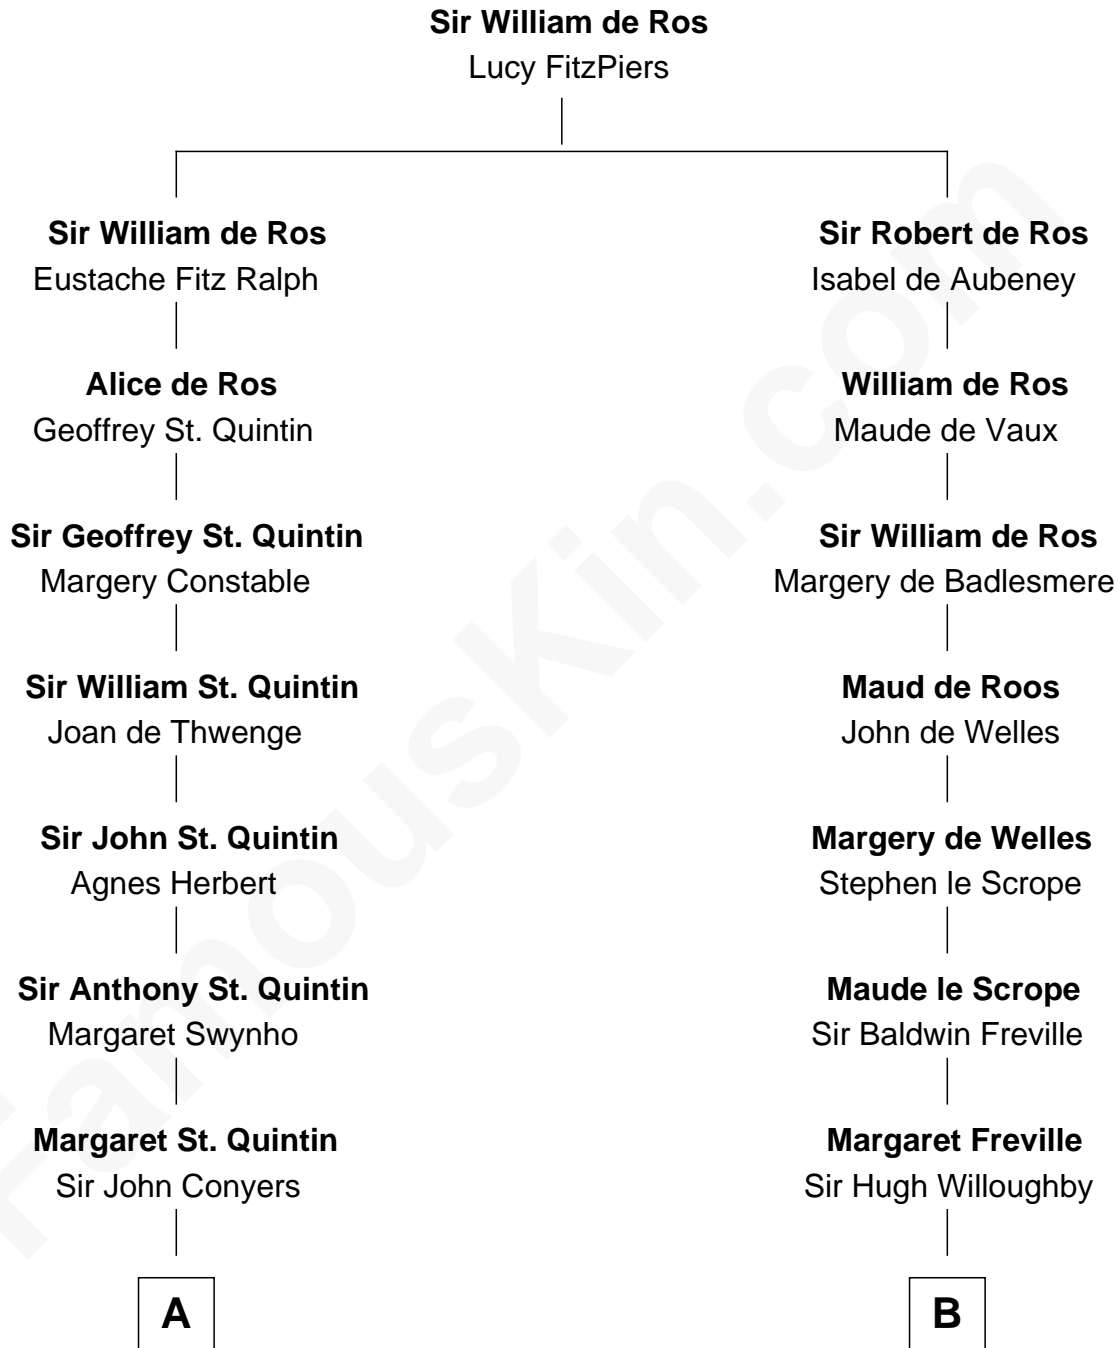 Sir William de Ros
Lucy FitzPiers
Sir William de Ros
Eustache Fitz Ralph
Sir Robert de Ros
Isabel de Aubeney
Alice de Ros
Geoffrey St. Quintin
William de Ros
Maude de Vaux
Sir Geoffrey St. Quintin
Margery Constable
Sir William de Ros
Margery de Badlesmere
Sir William St. Quintin
Joan de Thwenge
Maud de Roos
John de Welles
Sir John St. Quintin
Agnes Herbert
Margery de Welles
Stephen le Scrope
Sir Anthony St. Quintin
Margaret Swynho
Maude le Scrope
Sir Baldwin Freville
Margaret St. Quintin
Sir John Conyers
Margaret Freville
Sir Hugh Willoughby
A
B
FamousKin.com